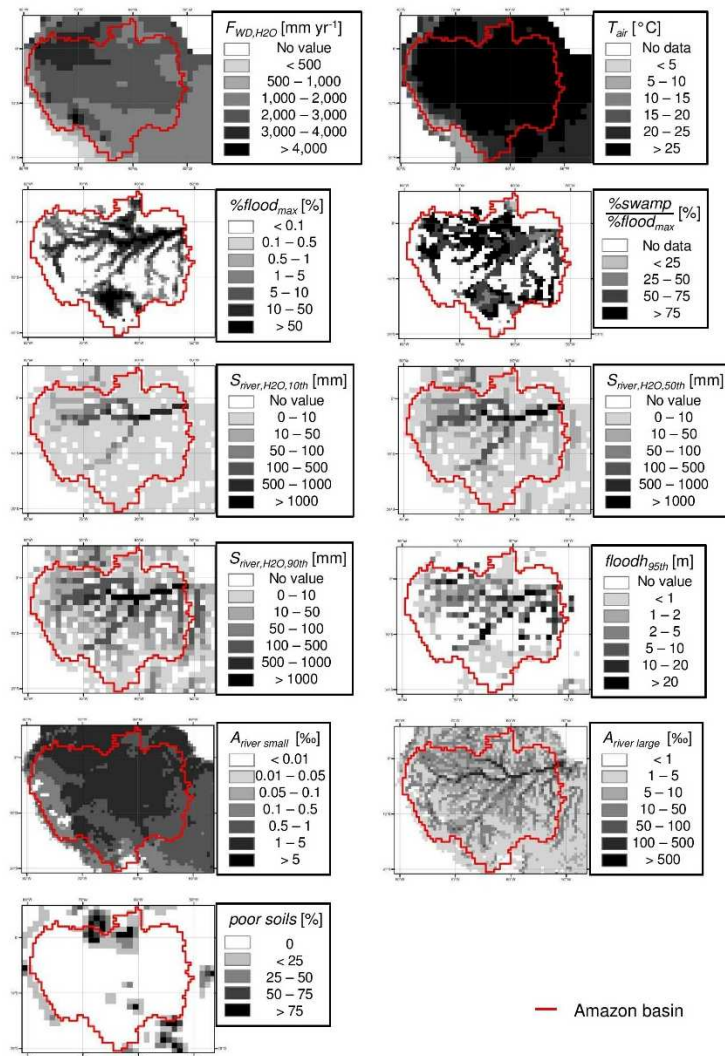 F_WD,H2O [mm yr⁻¹]
No value
< 500
500 – 1,000
1,000 – 2,000
2,000 – 3,000
3,000 – 4,000
> 4,000
T_air [°C]
No data
< 5
5 – 10
10 – 15
15 – 20
20 – 25
> 25
%flood_max [%]
< 0.1
0.1 – 0.5
0.5 – 1
1 – 5
5 – 10
10 – 50
> 50
%swamp
%flood_max [%]
No data
< 25
25 – 50
50 – 75
> 75
S_river,H2O,10th [mm]
No value
0 – 10
10 – 50
50 – 100
100 – 500
500 – 1000
> 1000
S_river,H2O,50th [mm]
No value
0 – 10
10 – 50
50 – 100
100 – 500
500 – 1000
> 1000
S_river,H2O,90th [mm]
No value
0 – 10
10 – 50
50 – 100
100 – 500
500 – 1000
> 1000
floodh_95th [m]
No value
< 1
1 – 2
2 – 5
5 – 10
10 – 20
> 20
A_river small [‰]
< 0.01
0.01 – 0.05
0.05 – 0.1
0.1 – 0.5
0.5 – 1
1 – 5
> 5
A_river large [‰]
< 1
1 – 5
5 – 10
10 – 50
50 – 100
100 – 500
> 500
poor soils [%]
0
< 25
25 – 50
50 – 75
> 75
Amazon basin